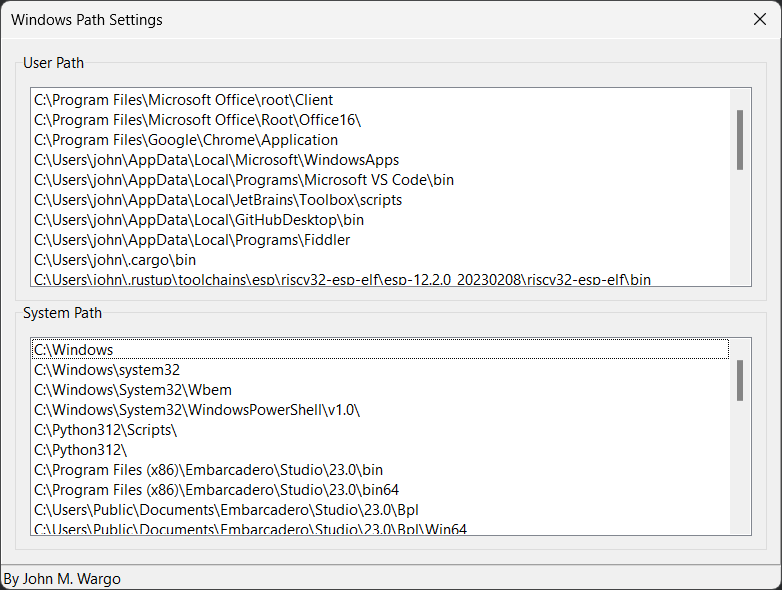 Windows Path Settings
User Path
C:\Program Files\Microsoft Office\root\Client
C:\Program Files\Microsoft Office\Root\Office16\
C:\Program Files\Google\Chrome\Application
C:\Users\john\AppData\Local\Microsoft\WindowsApps
C:\Users\john\AppData\Local\Programs\Microsoft VS Code\bin
C:\Users\john\AppData\Local\JetBrains\Toolbox\scripts
C:\Users\john\AppData\Local\GitHubDesktop\bin
C:\Users\john\AppData\Local\Programs\Fiddler
C:\Users\john\.cargo\bin
C:\Users\john\.rustup\toolchains\esp\riscv32-esp-elf\esp-12.2.0_20230208\riscv32-esp-elf\bin
System Path
C:\Windows
C:\Windows\system32
C:\Windows\System32\Wbem
C:\Windows\System32\WindowsPowerShell\v1.0\
C:\Python312\Scripts\
C:\Python312\
C:\Program Files (x86)\Embarcadero\Studio\23.0\bin
C:\Program Files (x86)\Embarcadero\Studio\23.0\bin64
C:\Users\Public\Documents\Embarcadero\Studio\23.0\Bpl
C:\Users\Public\Documents\Embarcadero\Studio\23.0\Bpl\Win64
By John M. Wargo